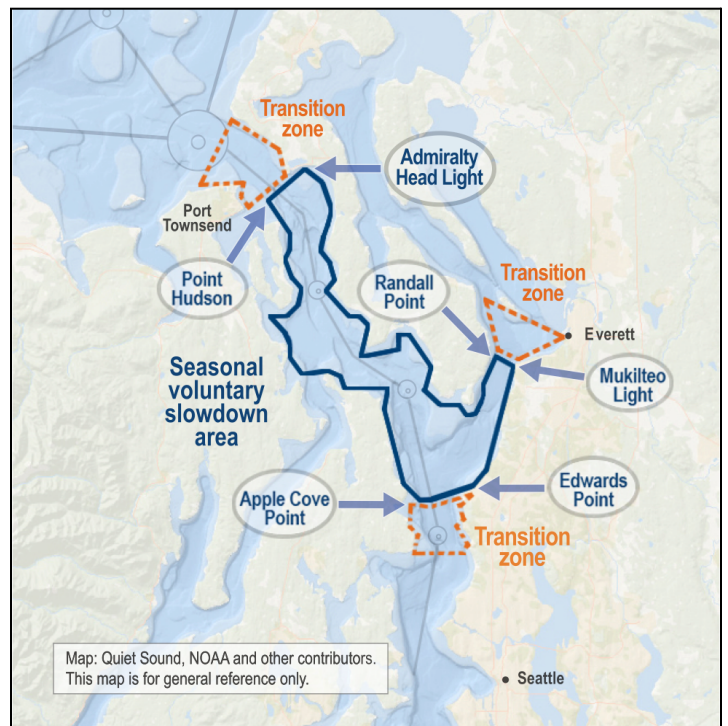 Transition
zone
Admiralty
Head Light
Port
Townsend
Point
Hudson
Randall
Point
Transition
zone
Everett
Mukilteo
Light
Seasonal
voluntary
slowdown
area
Apple Cove
Point
Edwards
Point
Transition
zone
Map: Quiet Sound, NOAA and other contributors.
This map is for general reference only.
Seattle